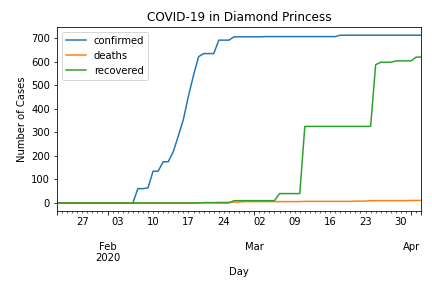 COVID-19 in Diamond Princess
confirmed
deaths
recovered
Number of Cases
700
600
500
400
300
200
100
0
27 03 10 17 24 02 09 16 23 30
Feb Mar Apr
2020
Day